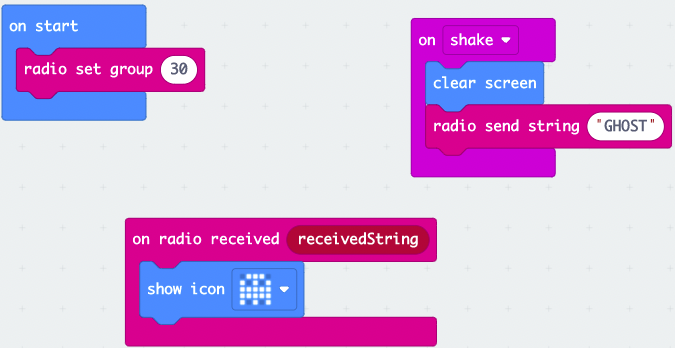 on start
radio set group 30
on shake
clear screen
radio send string "GHOST"
on radio received receivedString
show icon